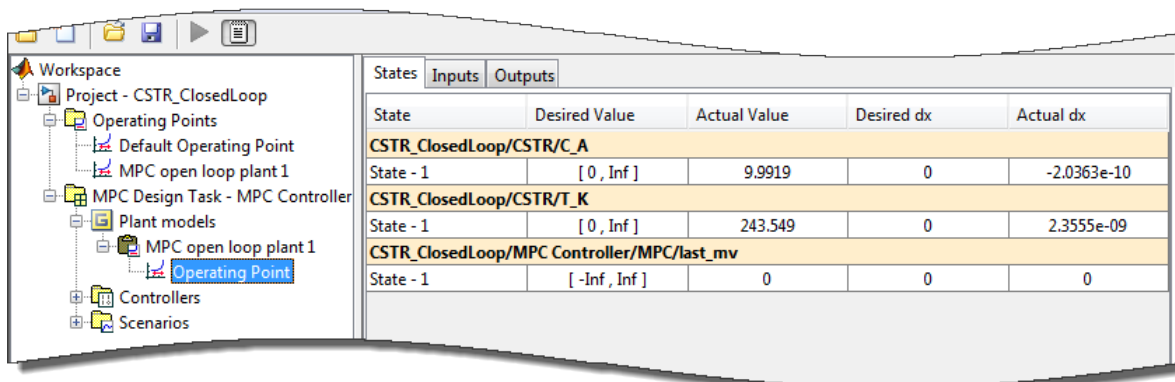 Workspace
Project - CSTR_ClosedLoop
Operating Points
Default Operating Point
MPC open loop plant 1
MPC Design Task - MPC Controller
Plant models
MPC open loop plant 1
Operating Point
Controllers
Scenarios
States Inputs Outputs
State Desired Value Actual Value Desired dx Actual dx
CSTR_ClosedLoop/CSTR/C_A
State - 1 [ 0 , Inf ] 9.9919 0 -2.0363e-10
CSTR_ClosedLoop/CSTR/T_K
State - 1 [ 0 , Inf ] 243.549 0 2.3555e-09
CSTR_ClosedLoop/MPC Controller/MPC/last_mv
State - 1 [ -Inf , Inf ] 0 0 0